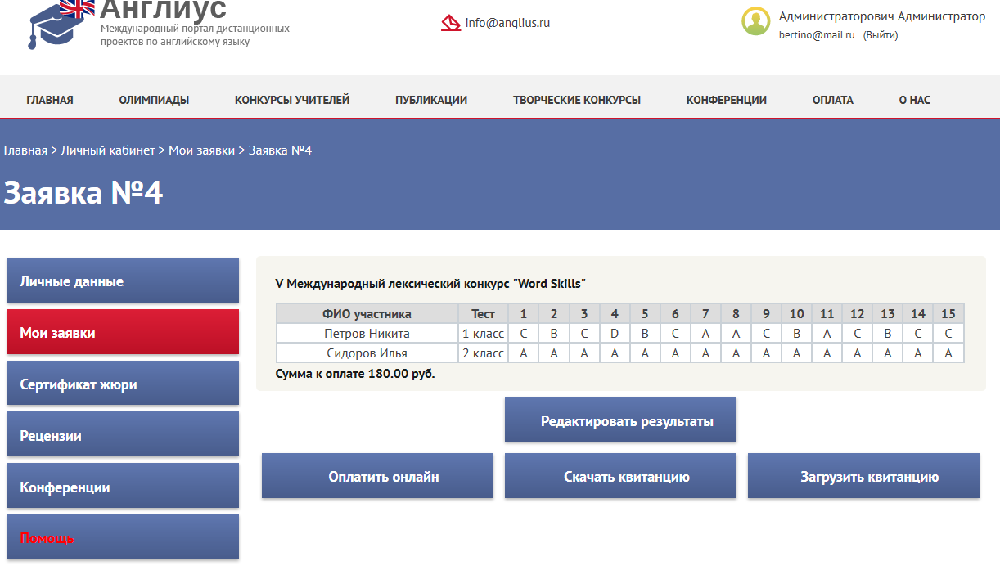 Англиус
Международный портал дистанционных
проектов по английскому языку
info@anglius.ru
Администраторович Администратор
bertino@mail.ru (Выйти)
ГЛАВНАЯ ОЛИМПИАДЫ КОНКУРСЫ УЧИТЕЛЕЙ ПУБЛИКАЦИИ ТВОРЧЕСКИЕ КОНКУРСЫ КОНФЕРЕНЦИИ ОПЛАТА О НАС
Главная > Личный кабинет > Мои заявки > Заявка №4
Заявка №4
Личные данные
Мои заявки
Сертификат жюри
Рецензии
Конференции
Помощь
V Международный лексический конкурс "Word Skills"
ФИО участника Тест 1 2 3 4 5 6 7 8 9 10 11 12 13 14 15
Петров Никита 1 класс C B C D B C A A C B A C B C C
Сидоров Илья 2 класс A A A A A A A A A A A A A A A
Сумма к оплате 180.00 руб.
Редактировать результаты
Оплатить онлайн Скачать квитанцию Загрузить квитанцию